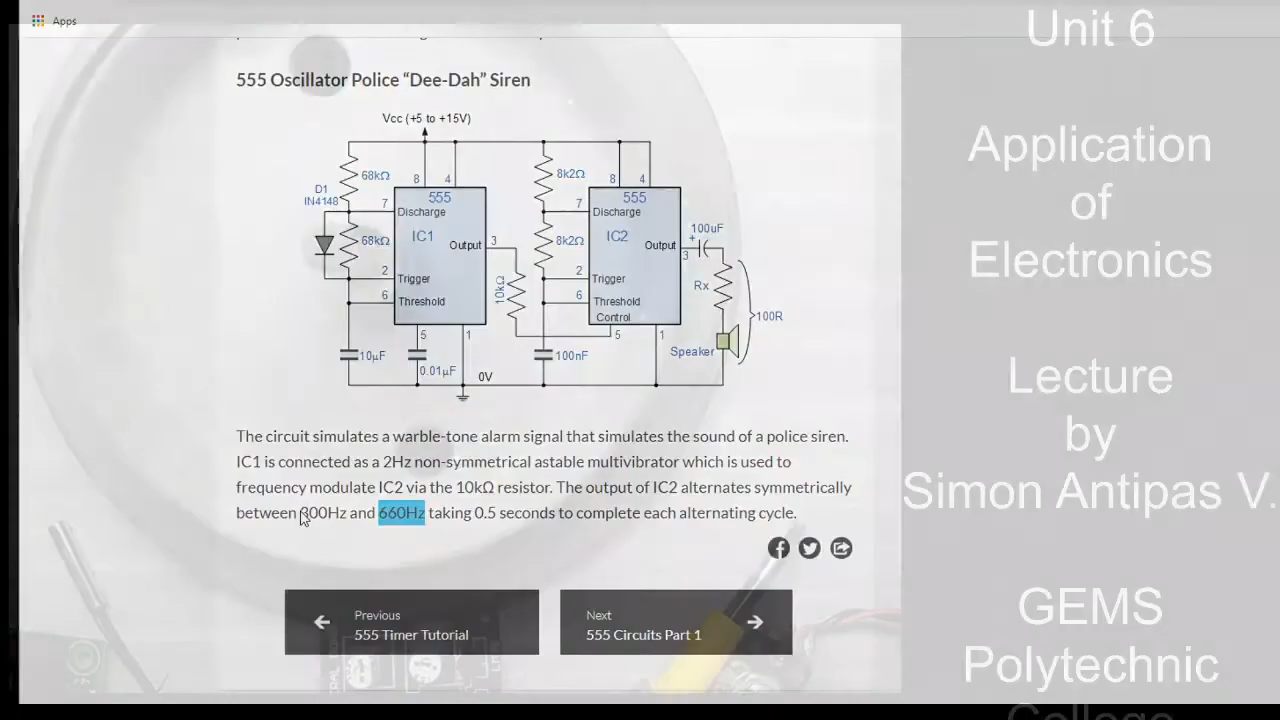 Apps
555 Oscillator Police “Dee-Dah” Siren
Vcc (+5 to +15V)
68kΩ
8
4
555
7
Discharge
D1
IN4148
IC1
68kΩ
Output
3
2
Trigger
6
Threshold
10kΩ
5
1
10μF
0.01μF
0V
8k2Ω
8
4
555
7
Discharge
IC2
8k2Ω
Output
3
2
Trigger
6
Threshold
Control
5
1
100nF
100uF
+
Rx
100R
Speaker
The circuit simulates a warble-tone alarm signal that simulates the sound of a police siren.
IC1 is connected as a 2Hz non-symmetrical astable multivibrator which is used to
frequency modulate IC2 via the 10kΩ resistor. The output of IC2 alternates symmetrically
between 300Hz and 660Hz taking 0.5 seconds to complete each alternating cycle.
Previous
555 Timer Tutorial
Next
555 Circuits Part 1
Unit 6
Application
of
Electronics
Lecture
by
Simon Antipas V.
GEMS
Polytechnic
College